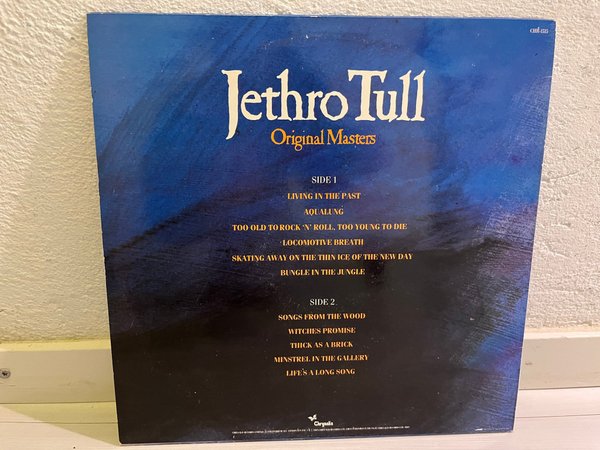 Jethro Tull
Original Masters
SIDE 1
LIVING IN THE PAST
AQUALUNG
TOO OLD TO ROCK 'N' ROLL, TOO YOUNG TO DIE
LOCOMOTIVE BREATH
SKATING AWAY ON THE THIN ICE OF THE NEW DAY
BUNGLE IN THE JUNGLE
SIDE 2
SONGS FROM THE WOOD
WITCHES PROMISE
THICK AS A BRICK
MINSTREL IN THE GALLERY
LIFE'S A LONG SONG
Chrysalis